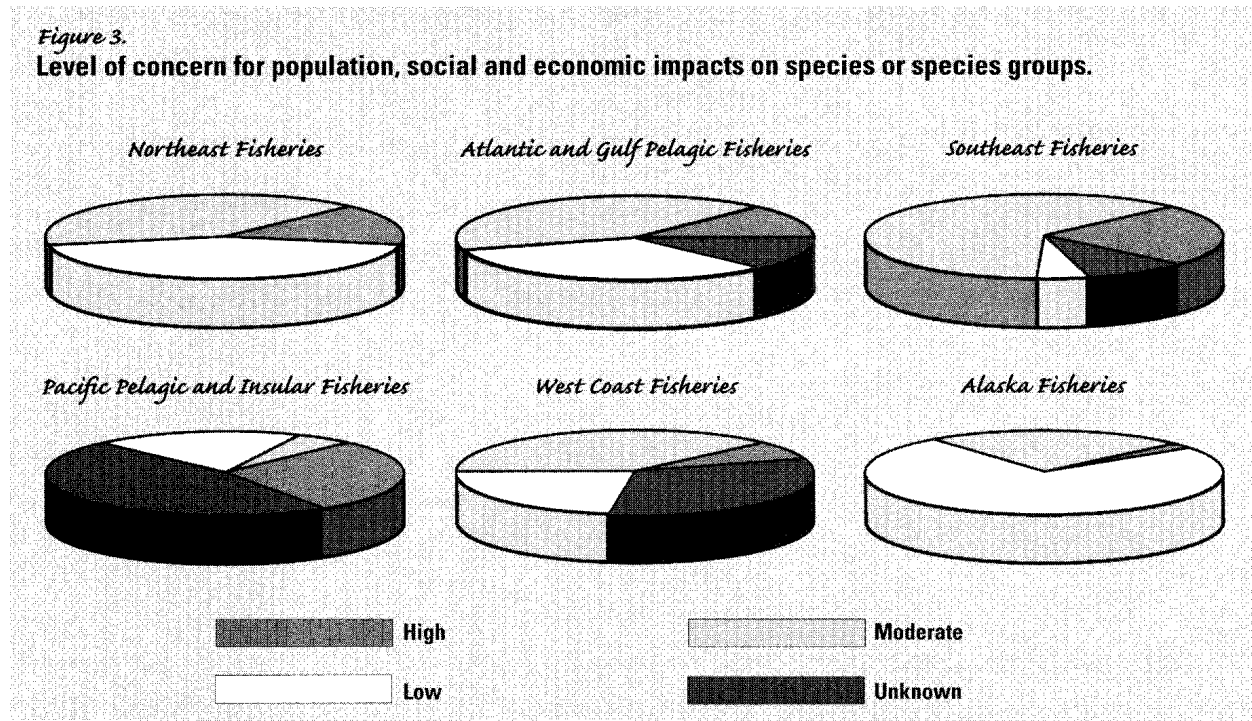 Figure 3.
Level of concern for population, social and economic impacts on species or species groups.
Northeast Fisheries
Atlantic and Gulf Pelagic Fisheries
Southeast Fisheries
Pacific Pelagic and Insular Fisheries
West Coast Fisheries
Alaska Fisheries
High
Moderate
Low
Unknown